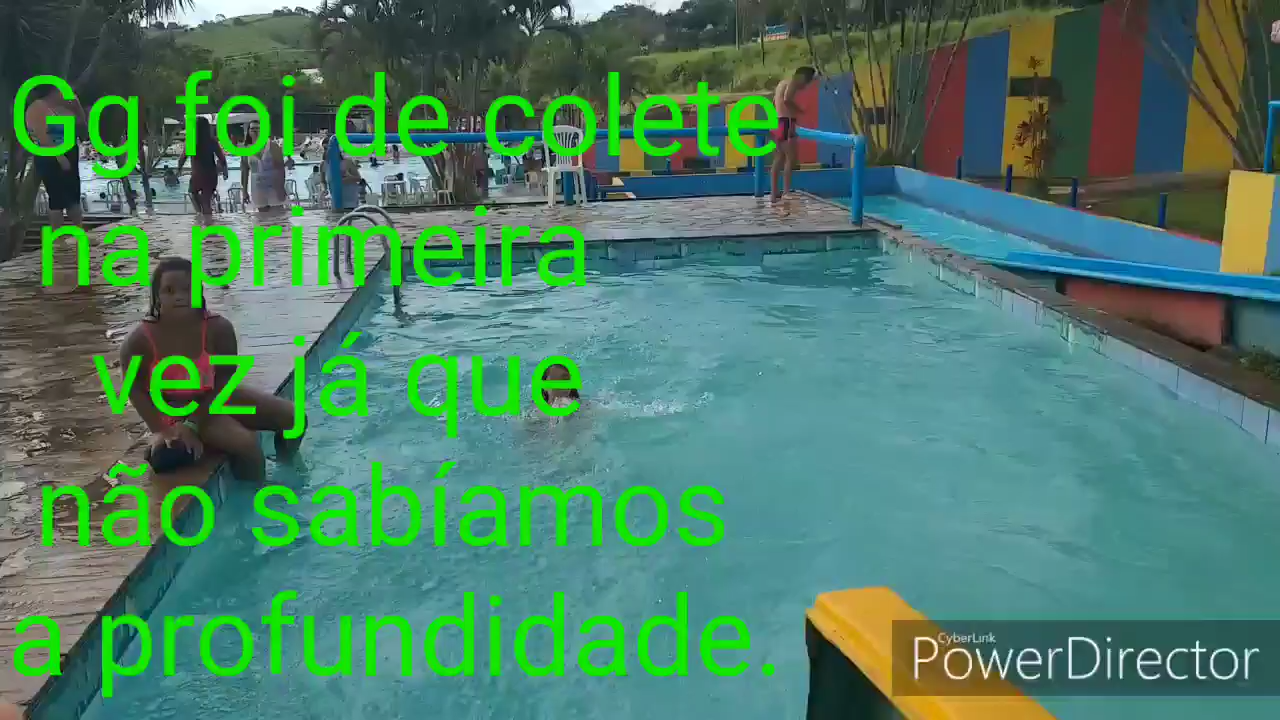 Gg foi de colete
na primeira
vez já que
não sabíamos
a profundidade.
CyberLink
PowerDirector